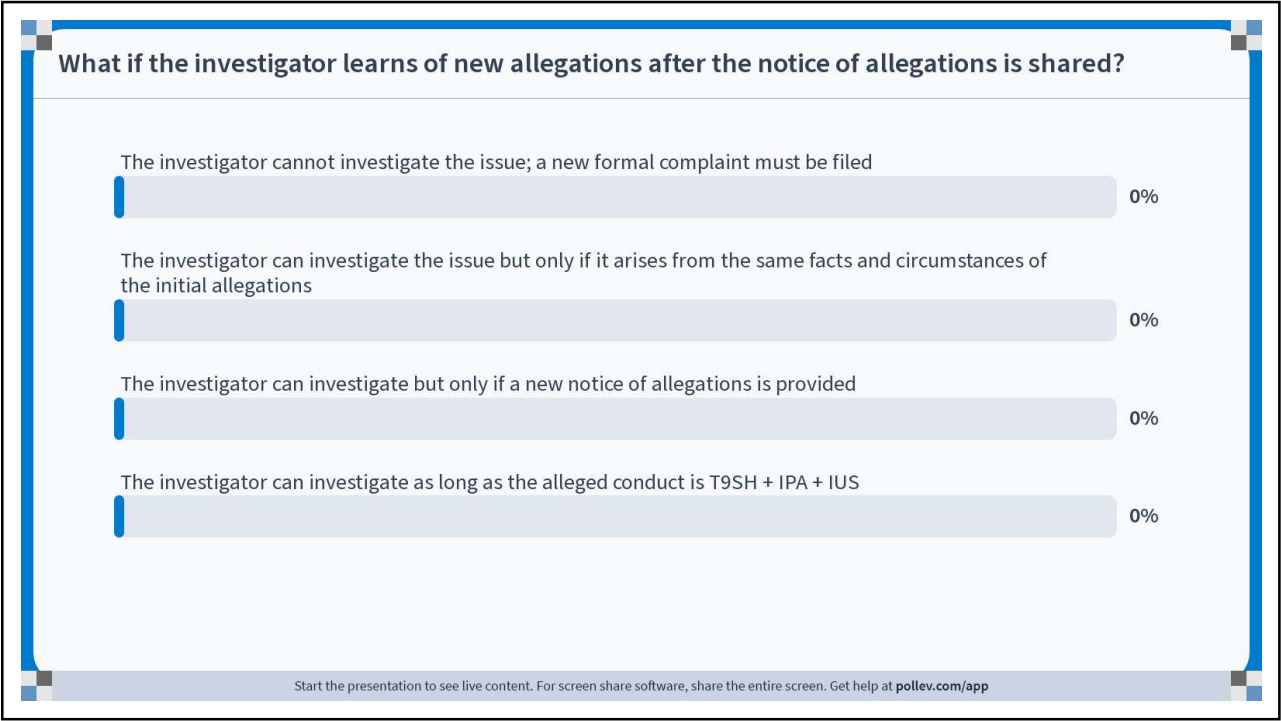 What if the investigator learns of new allegations after the notice of allegations is shared?
The investigator cannot investigate the issue; a new formal complaint must be filed
0%
The investigator can investigate the issue but only if it arises from the same facts and circumstances of
the initial allegations
0%
The investigator can investigate but only if a new notice of allegations is provided
0%
The investigator can investigate as long as the alleged conduct is T9SH + IPA + IUS
0%
Start the presentation to see live content. For screen share software, share the entire screen. Get help at pollev.com/app